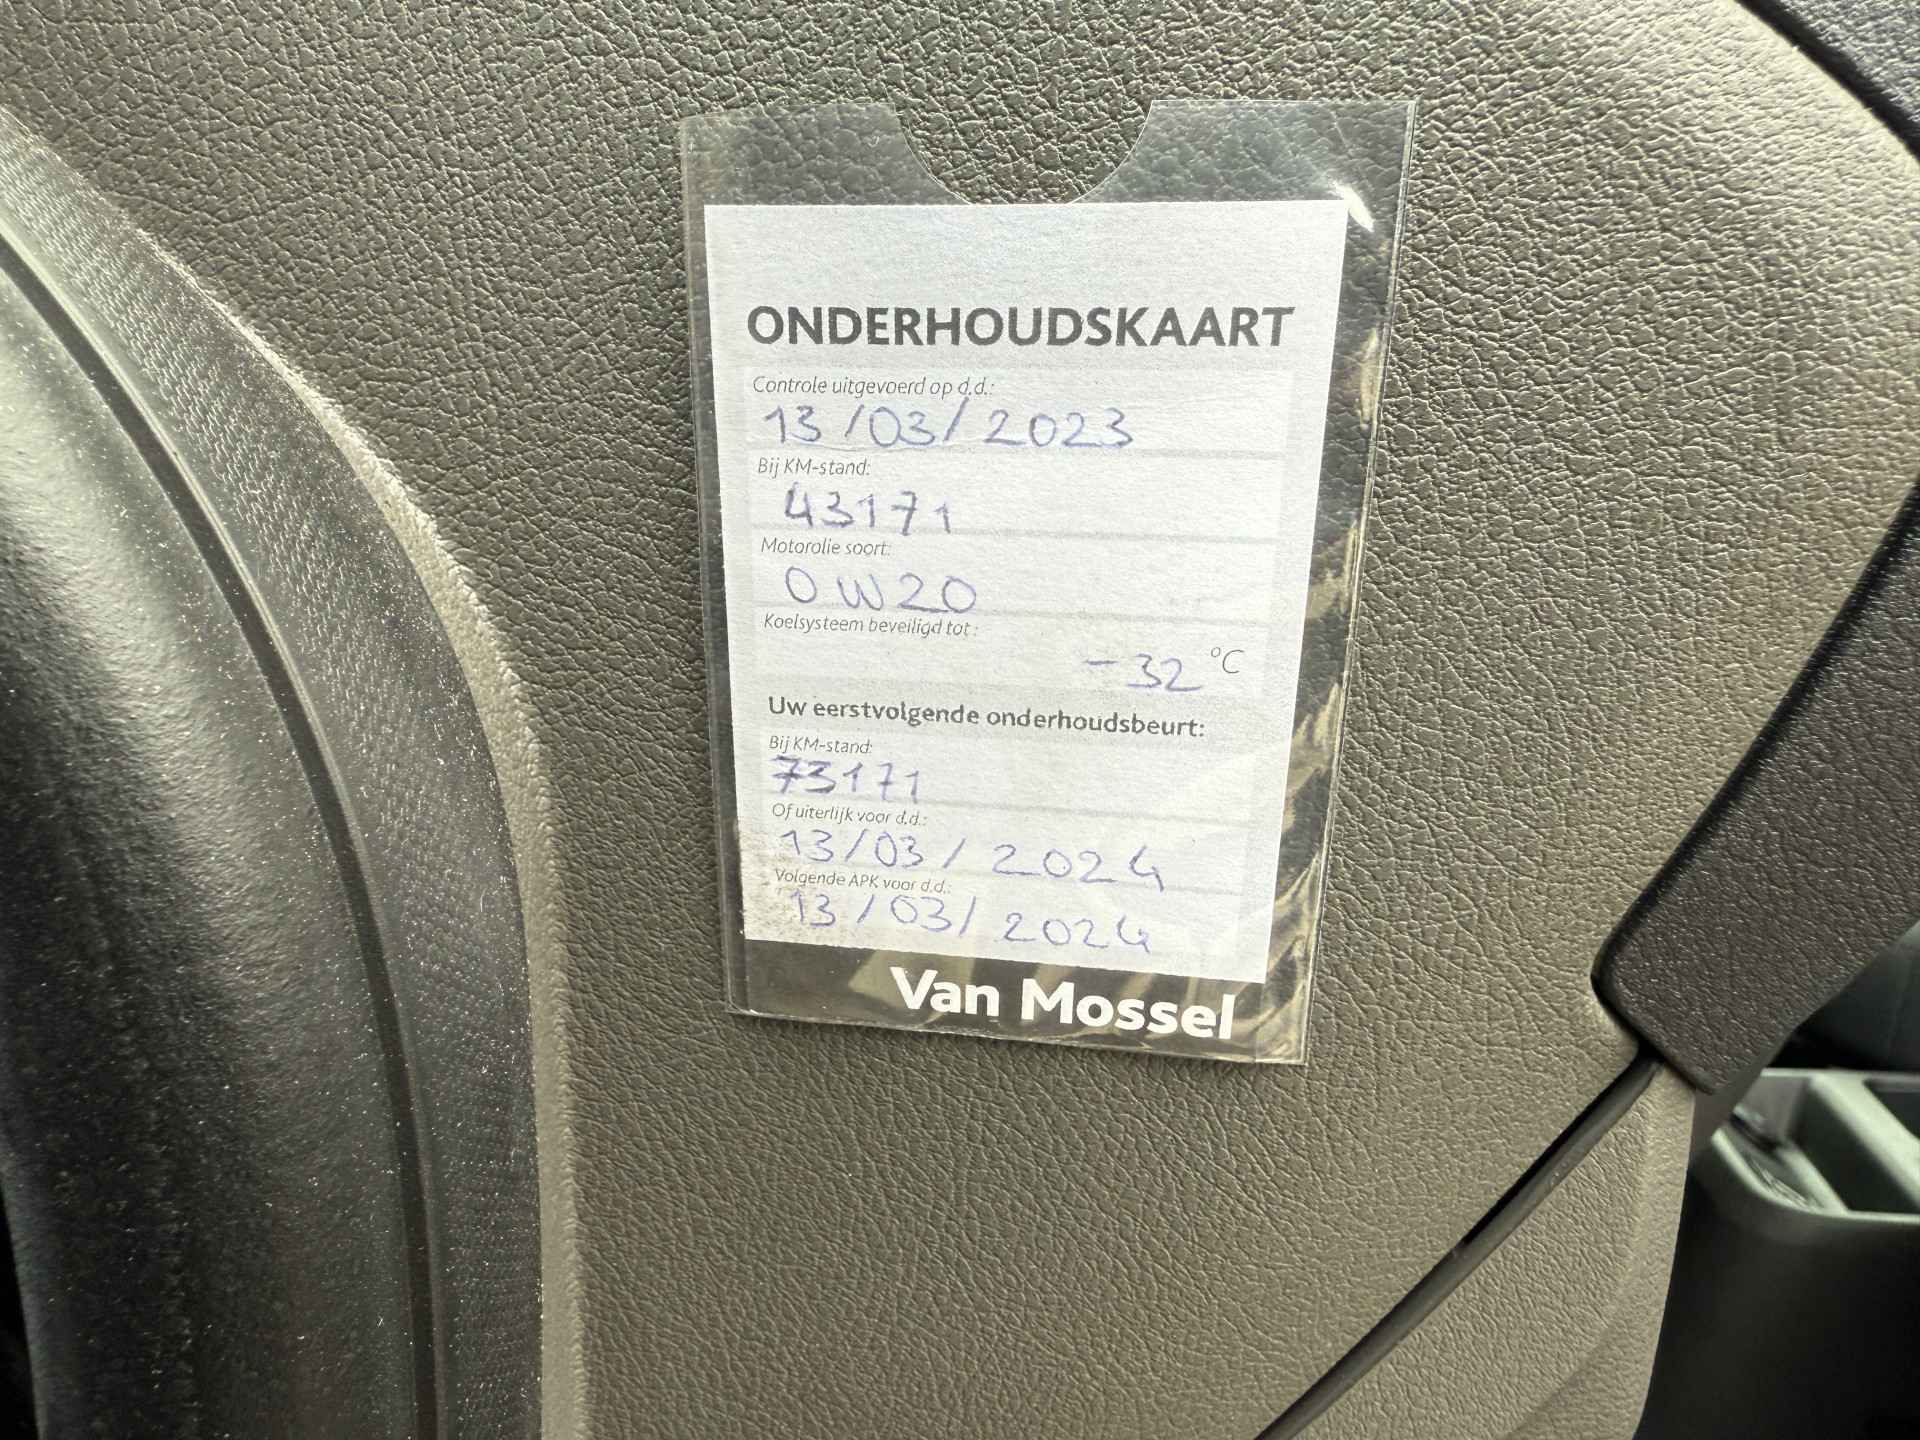 ONDERHOUDSKAART
Controle uitgevoerd op d.d.:
13/03/2023
Bij KM-stand:
43171
Motorolie soort:
0W20
Koelsysteem beveiligd tot:
-32 °C
Uw eerstvolgende onderhoudsbeurt:
Bij KM-stand:
73171
Of uiterlijk voor d.d.:
13/03/2024
Volgende APK voor d.d.:
13/03/2024
Van Mossel